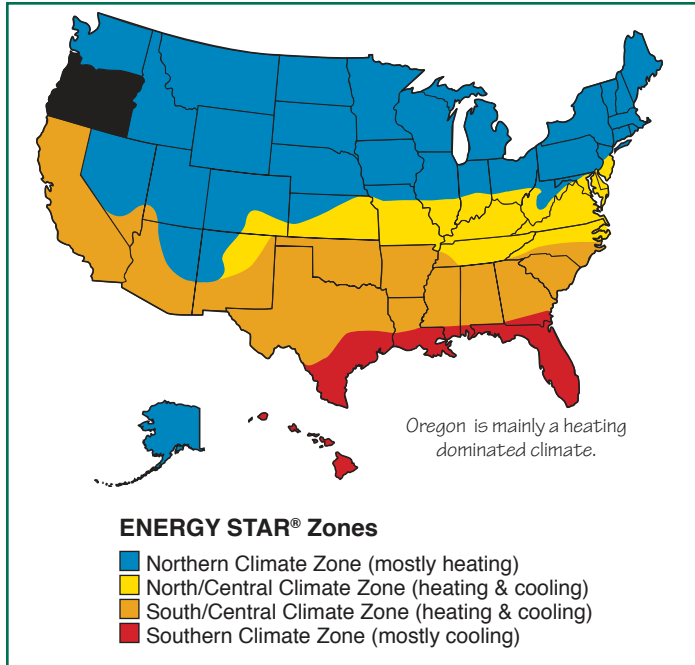 Oregon is mainly a heating
dominated climate.
ENERGY STAR® Zones
Northern Climate Zone (mostly heating)
North/Central Climate Zone (heating & cooling)
South/Central Climate Zone (heating & cooling)
Southern Climate Zone (mostly cooling)